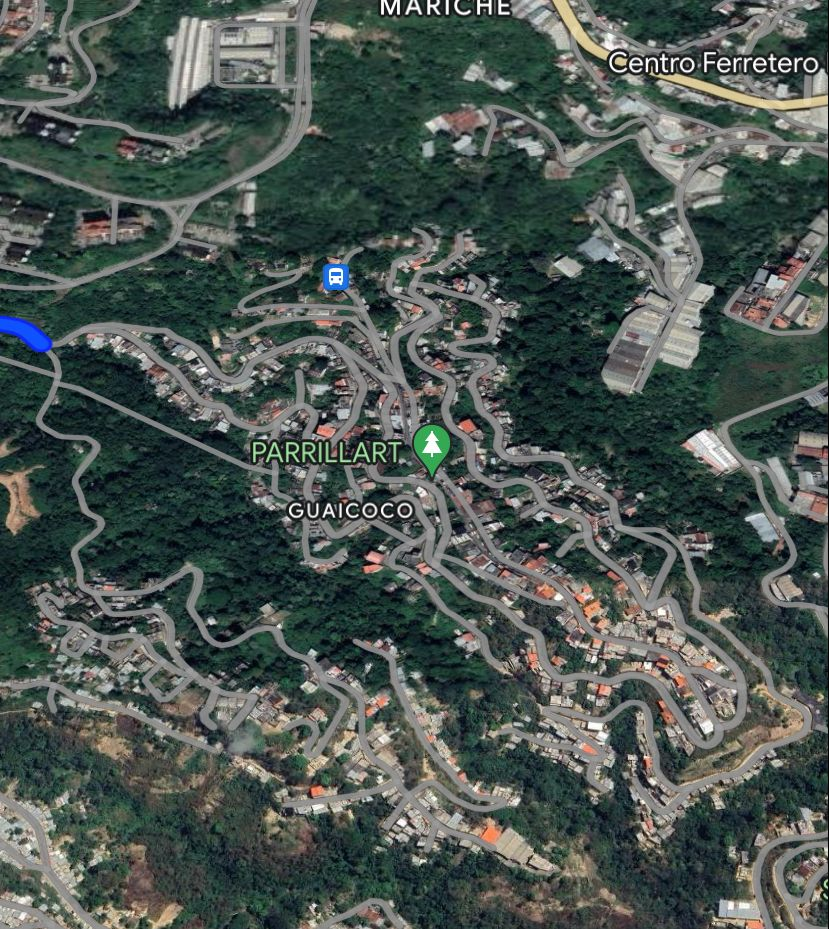 MARICHE
Centro Ferretero
PARRILLART
GUAICOCO